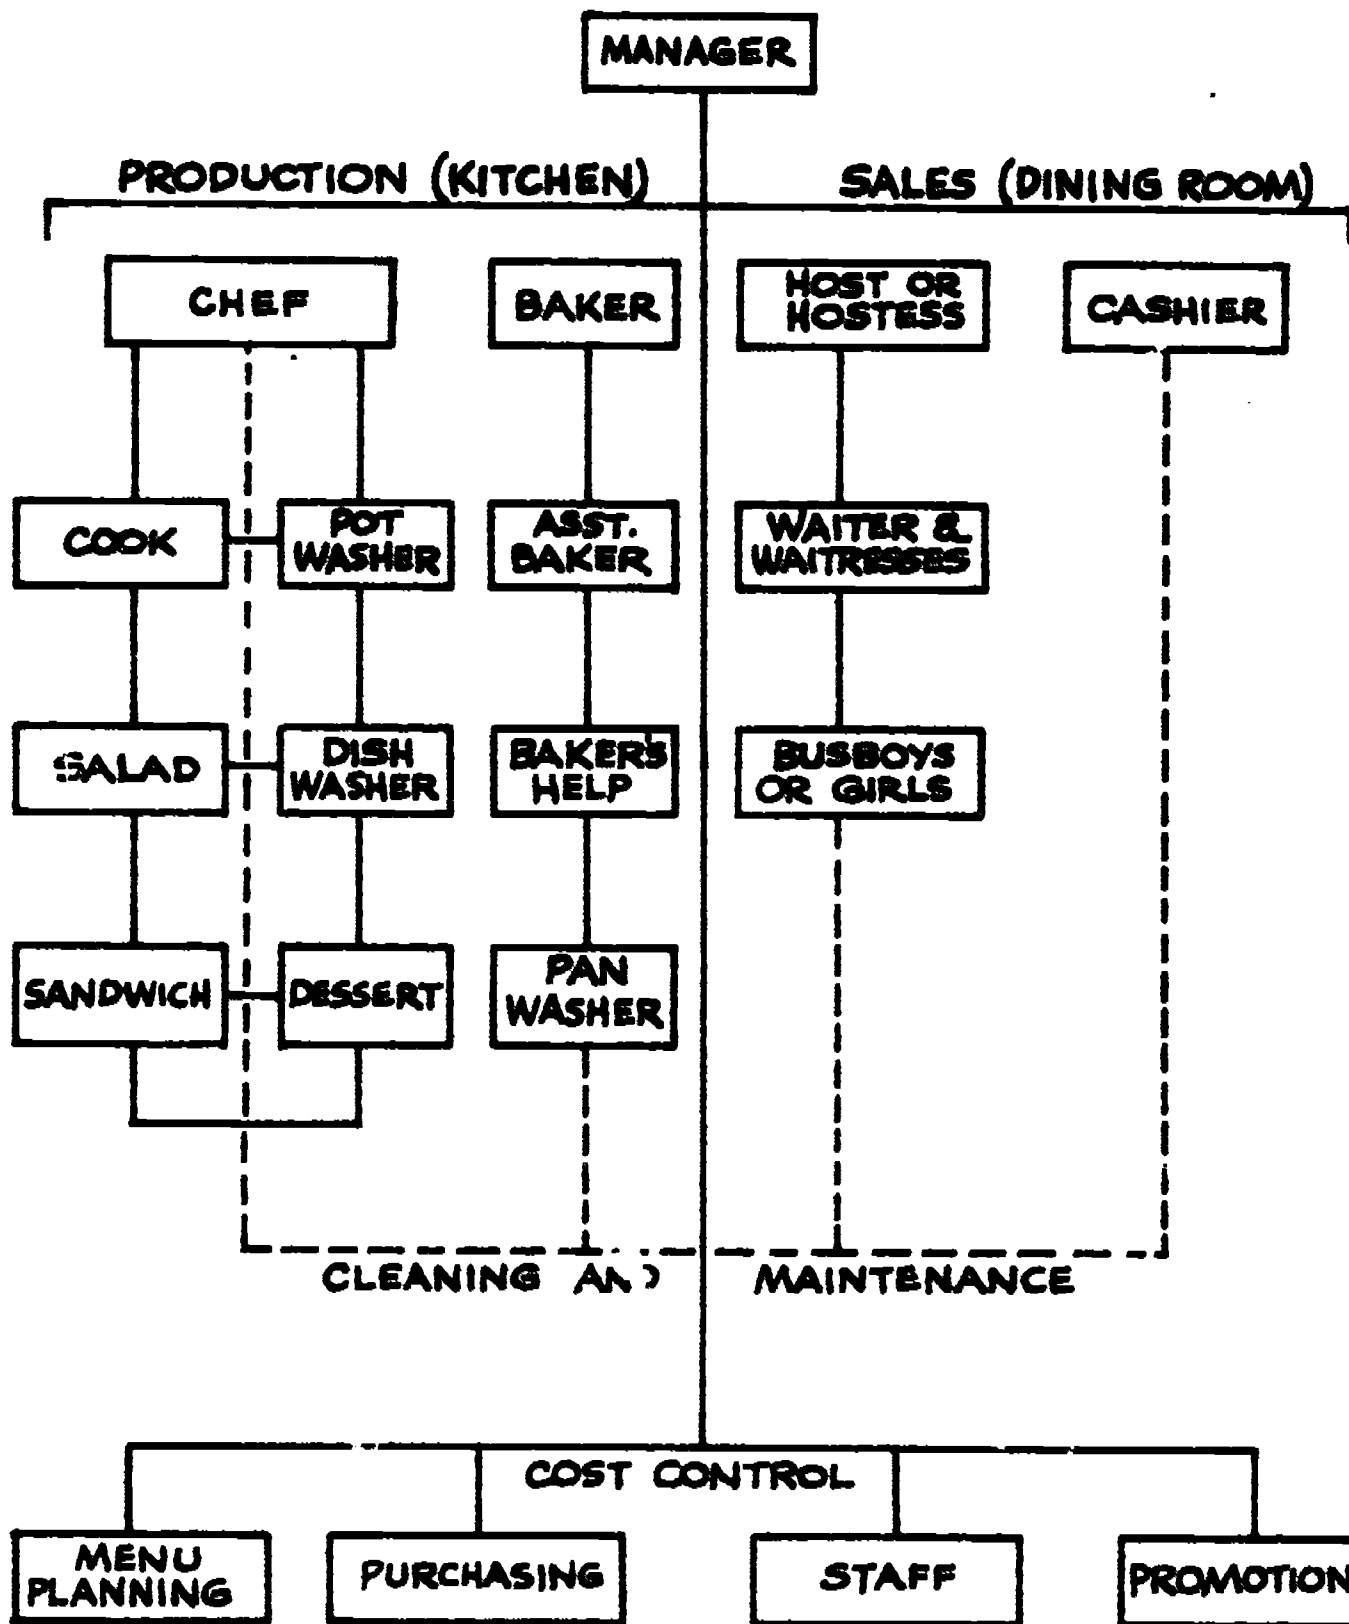 MANAGER
PRODUCTION (KITCHEN)
SALES (DINING ROOM)
CHEF
BAKER
HOST OR
HOSTESS
CASHIER
COOK
POT
WASHER
ASST.
BAKER
WAITER &
WAITRESSES
SALAD
DISH
WASHER
BAKER'S
HELP
BUSBOYS
OR GIRLS
SANDWICH
DESSERT
PAN
WASHER
CLEANING AND MAINTENANCE
COST CONTROL
MENU
PLANNING
PURCHASING
STAFF
PROMOTION